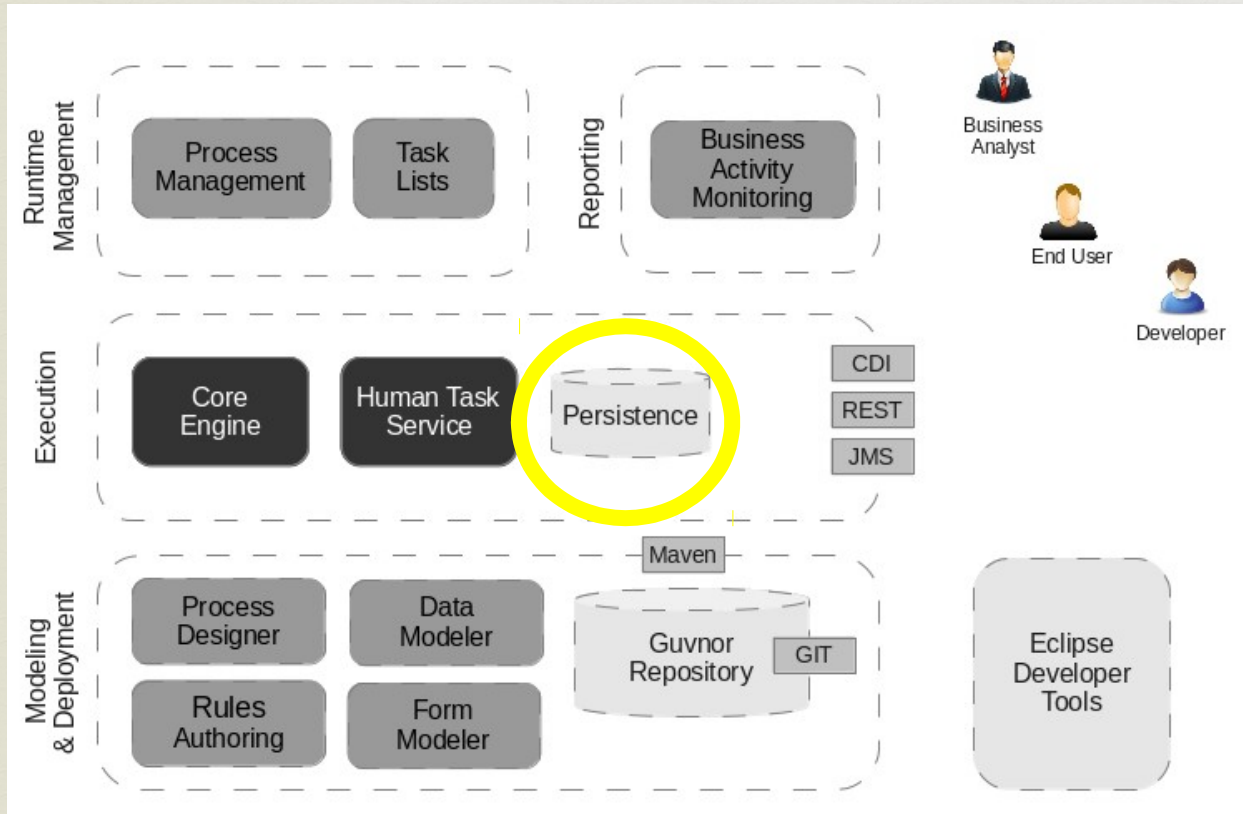 Runtime
Management
Process
Management
Task
Lists
Reporting
Business
Activity
Monitoring
Business
Analyst
End User
Developer
Execution
Core
Engine
Human Task
Service
Persistence
CDI
REST
JMS
Modeling
& Deployment
Maven
Process
Designer
Data
Modeler
Rules
Authoring
Form
Modeler
Guvnor
Repository
GIT
Eclipse
Developer
Tools